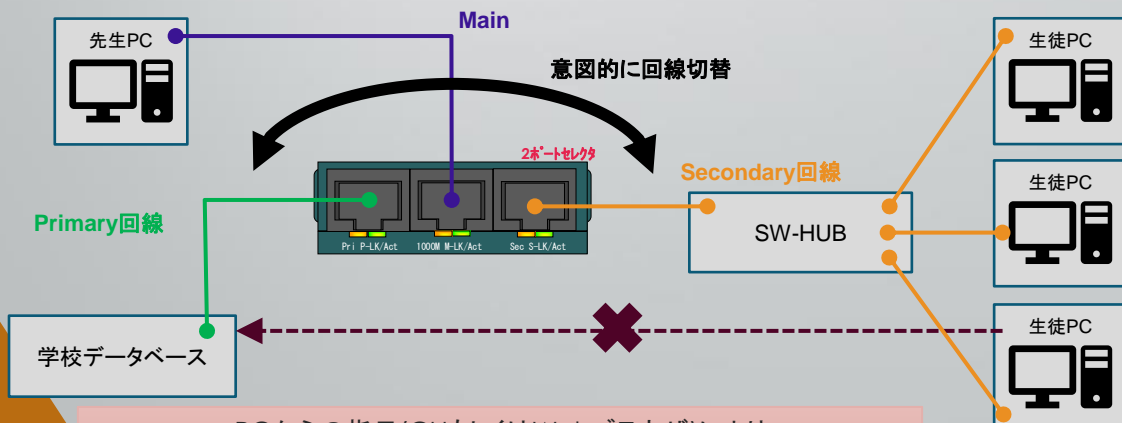 Main
先生PC
生徒PC
意図的に回線切替
2ポートセレクタ
Secondary回線
生徒PC
Primary回線
SW-HUB
Pri P-LK/Act
1000M M-LK/Act
Sec S-LK/Act
生徒PC
学校データベース